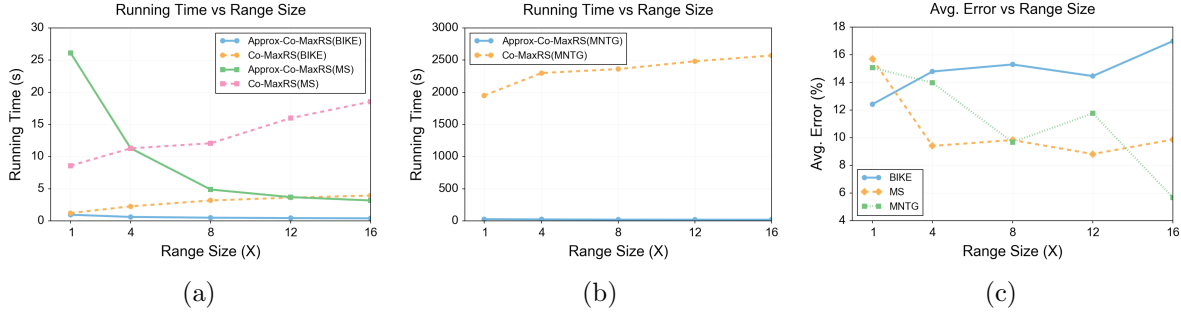 Running Time vs Range Size
30
25
20
15
10
5
0
Running Time (s)
Approx-Co-MaxRS(BIKE)
Co-MaxRS(BIKE)
Approx-Co-MaxRS(MS)
Co-MaxRS(MS)
1 4 8 12 16
Range Size (X)
(a)
Running Time vs Range Size
3000
2500
2000
1500
1000
500
0
Running Time (s)
Approx-Co-MaxRS(MNTG)
Co-MaxRS(MNTG)
1 4 8 12 16
Range Size (X)
(b)
Avg. Error vs Range Size
18
16
14
12
10
8
6
4
Avg. Error (%)
BIKE
MS
MNTG
1 4 8 12 16
Range Size (X)
(c)